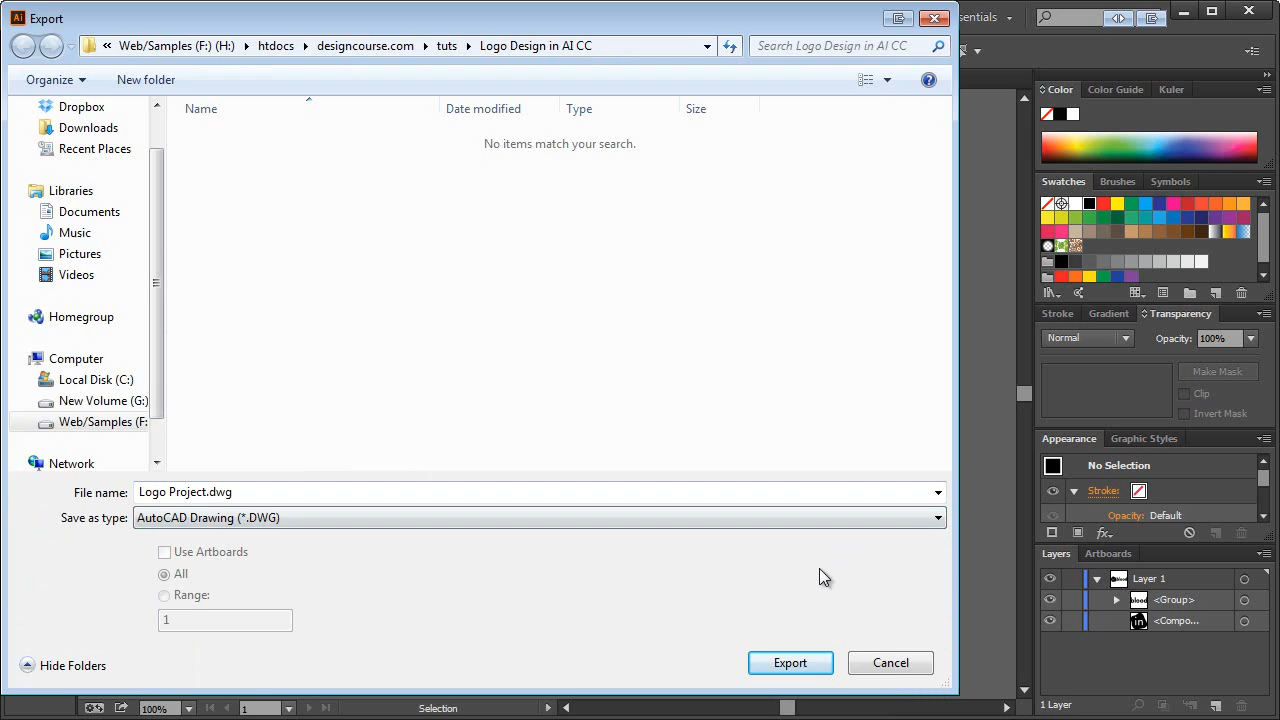 Ai Export
« Web/Samples (F:) (H:) htdocs designcourse.com tuts Logo Design in AI CC
Search Logo Design in AI CC
Organize New folder
Dropbox
Downloads
Recent Places
Libraries
Documents
Music
Pictures
Videos
Homegroup
Computer
Local Disk (C:)
New Volume (G:)
Web/Samples (F:
Network
Name Date modified Type Size
No items match your search.
File name: Logo Project.dwg
Save as type: AutoCAD Drawing (*.DWG)
Use Artboards
All
Range:
1
Hide Folders
Export Cancel
sentials
Color Color Guide Kuler
Swatches Brushes Symbols
Stroke Gradient Transparency
Normal Opacity: 100%
Make Mask
Clip
Invert Mask
Appearance Graphic Styles
No Selection
Stroke:
Opacity: Default
fx
Layers Artboards
Layer 1
blood <Group>
in <Compo...
1 Layer
100% 1 Selection